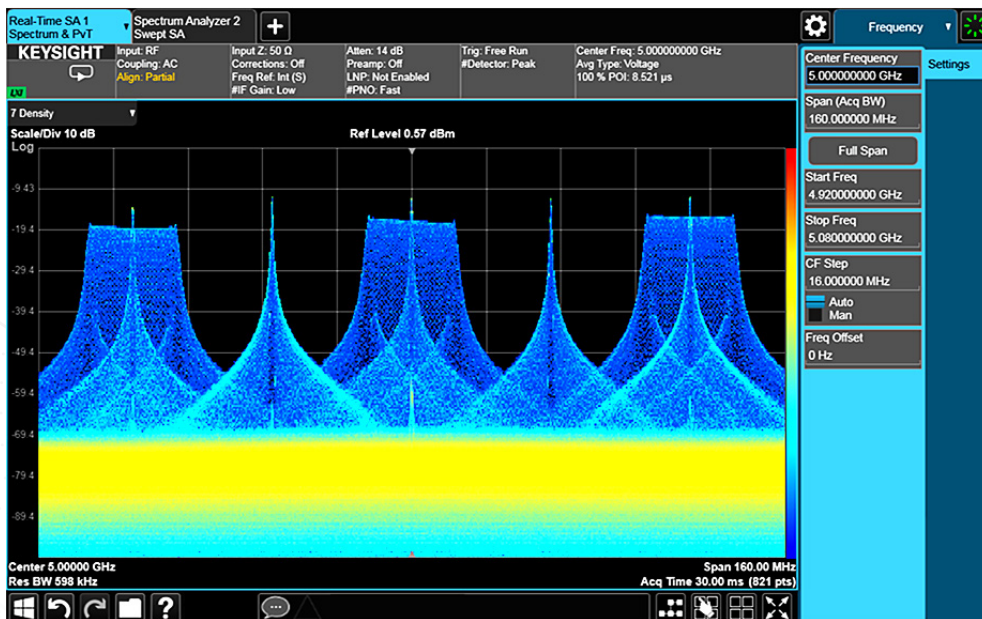 Real-Time SA 1
Spectrum & PvT
Spectrum Analyzer 2
Swept SA
Frequency
KEYSIGHT
Input: RF
Coupling: AC
Align: Partial
Input Z: 50 Ω
Corrections: Off
Freq Ref: Int (S)
#IF Gain: Low
Atten: 14 dB
Preamp: Off
LNP: Not Enabled
#PNO: Fast
Trig: Free Run
#Detector: Peak
Center Freq: 5.000000000 GHz
Avg Type: Voltage
100 % POI: 8.521 µs
LXI
7 Density
Scale/Div 10 dB
Ref Level 0.57 dBm
Log
-9.43
-19.4
-29.4
-39.4
-49.4
-59.4
-69.4
-79.4
-89.4
Center 5.00000 GHz
Res BW 598 kHz
Span 160.00 MHz
Acq Time 30.00 ms (821 pts)
Center Frequency
5.000000000 GHz
Settings
Span (Acq BW)
160.000000 MHz
Full Span
Start Freq
4.920000000 GHz
Stop Freq
5.080000000 GHz
CF Step
16.000000 MHz
Auto
Man
Freq Offset
0 Hz
?